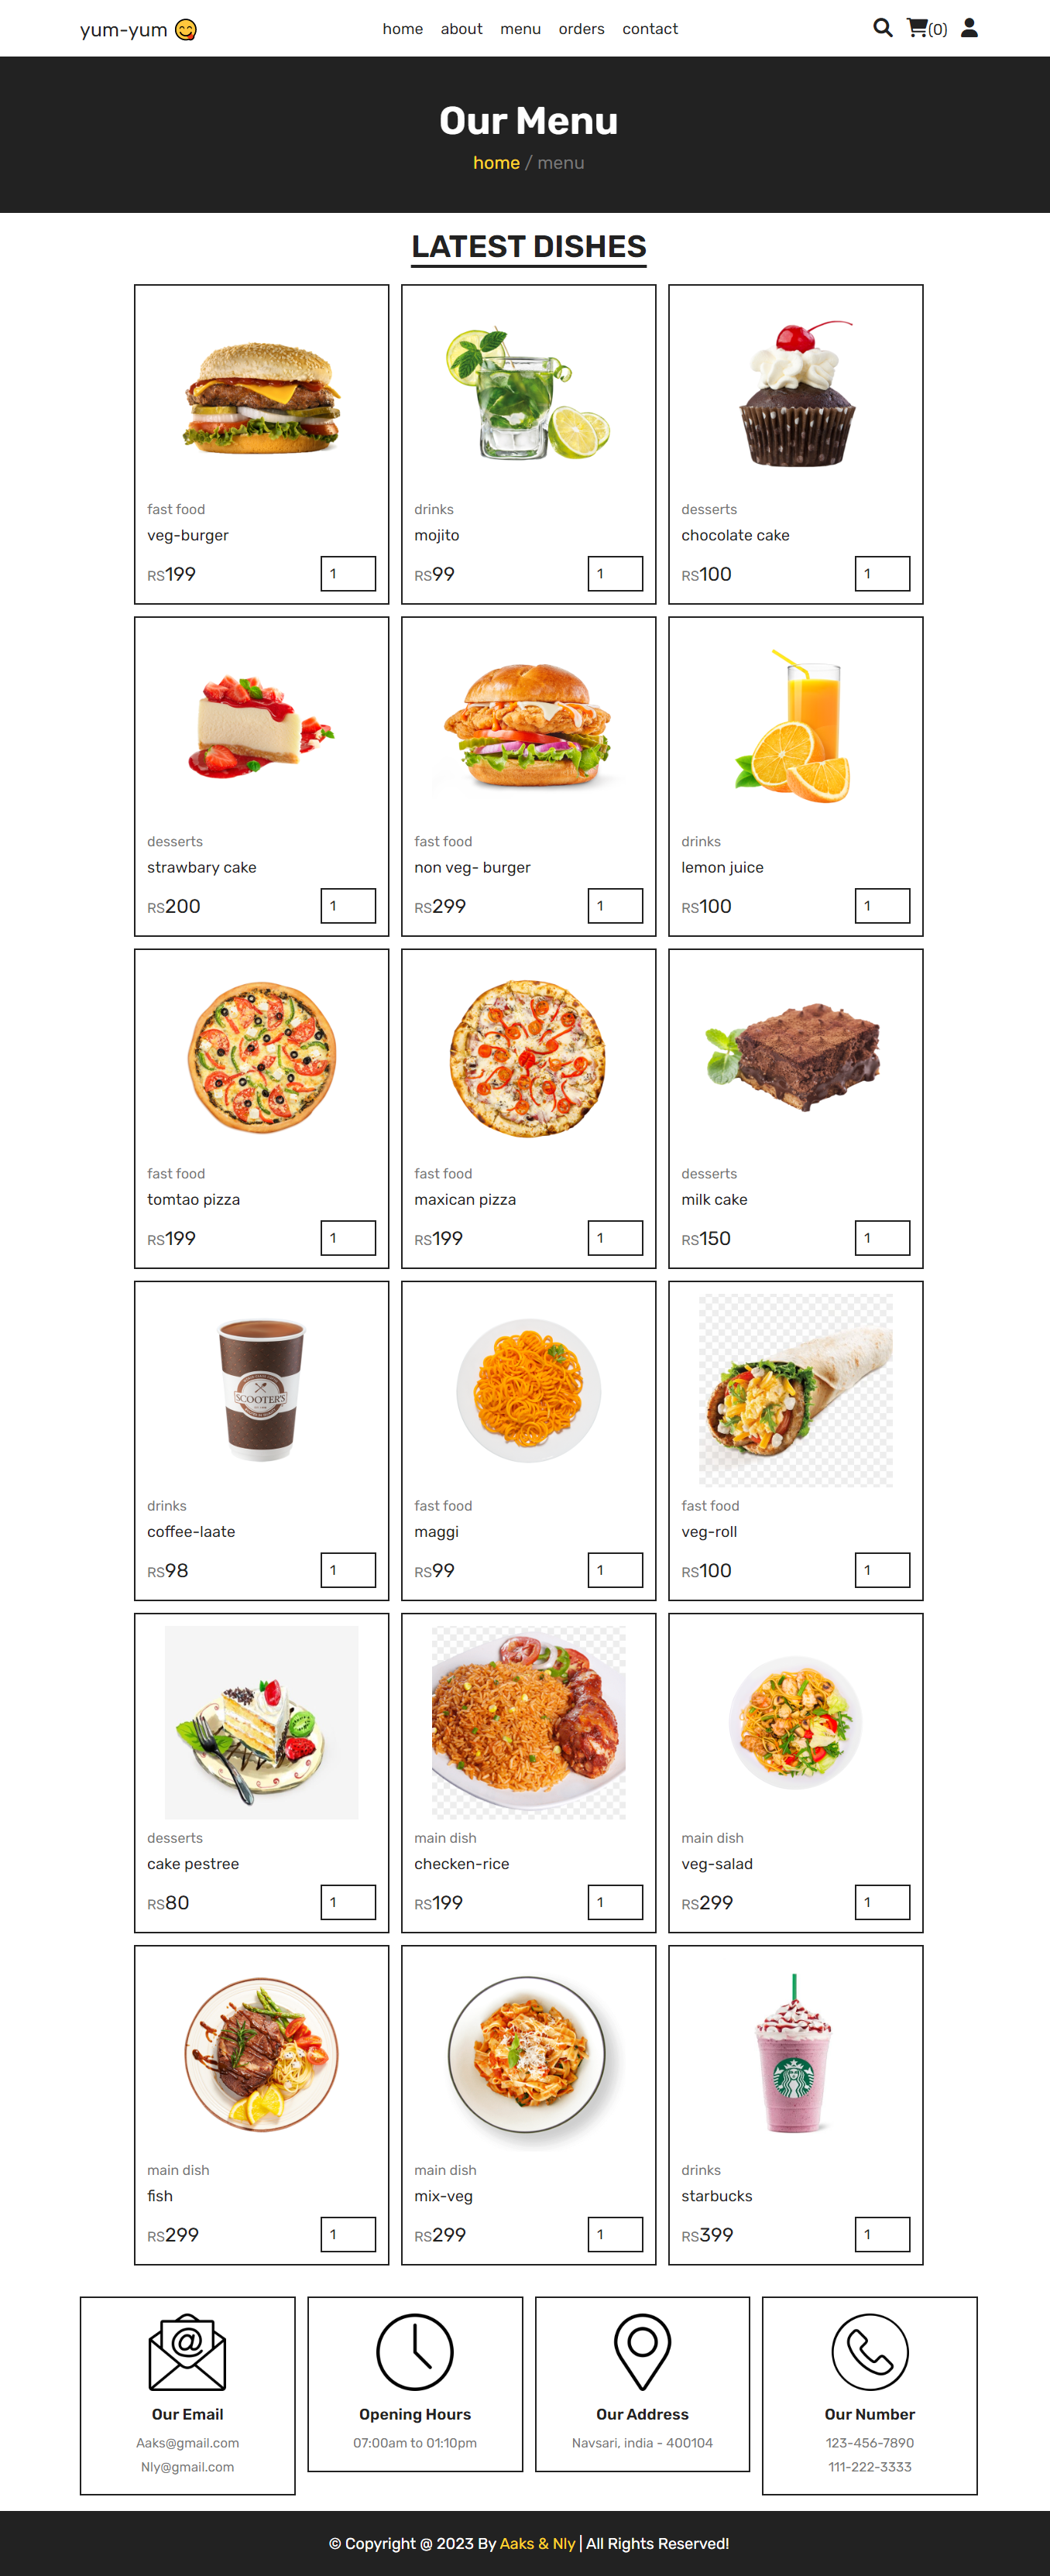 yum-yum 😋 home about menu orders contact (0)
Our Menu
home / menu
LATEST DISHES
fast food
veg-burger
RS199 1
drinks
mojito
RS99 1
desserts
chocolate cake
RS100 1
desserts
strawbary cake
RS200 1
fast food
non veg- burger
RS299 1
drinks
lemon juice
RS100 1
fast food
tomtao pizza
RS199 1
fast food
maxican pizza
RS199 1
desserts
milk cake
RS150 1
SCOOTER'S
drinks
coffee-laate
RS98 1
fast food
maggi
RS99 1
fast food
veg-roll
RS100 1
desserts
cake pestree
RS80 1
main dish
checken-rice
RS199 1
main dish
veg-salad
RS299 1
main dish
fish
RS299 1
main dish
mix-veg
RS299 1
drinks
starbucks
RS399 1
Our Email
Aaks@gmail.com
Nly@gmail.com
Opening Hours
07:00am to 01:10pm
Our Address
Navsari, india - 400104
Our Number
123-456-7890
111-222-3333
© Copyright @ 2023 By Aaks & Nly | All Rights Reserved!